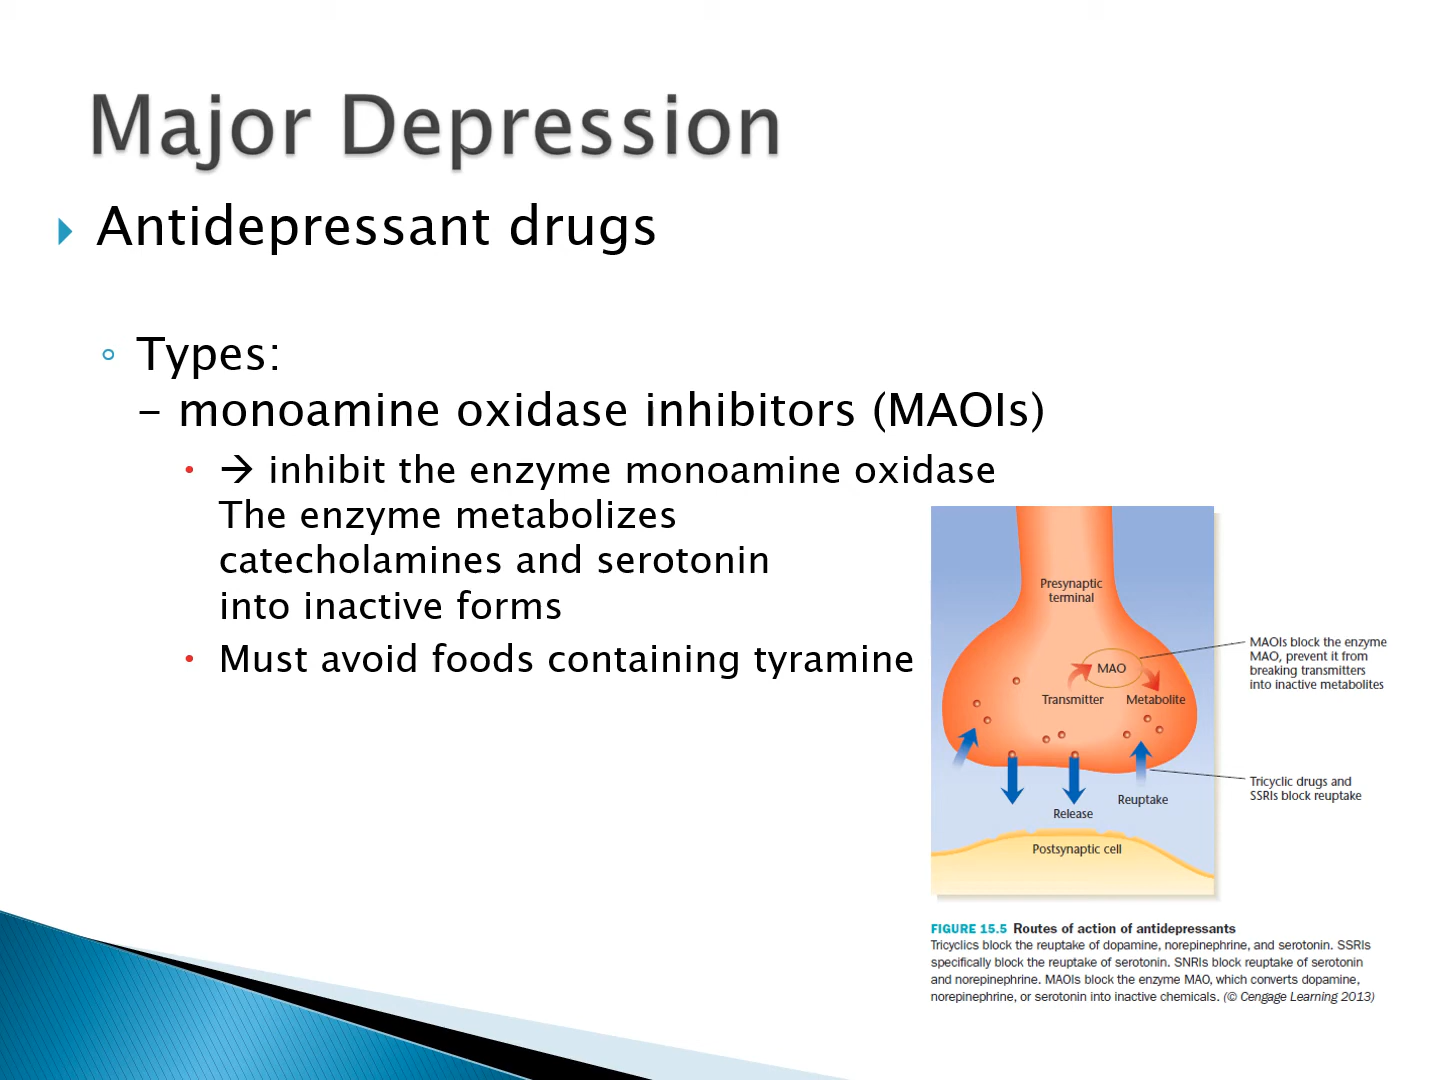 Major Depression
Antidepressant drugs
◦ Types:
– monoamine oxidase inhibitors (MAOIs)
• → inhibit the enzyme monoamine oxidase
The enzyme metabolizes
catecholamines and serotonin
into inactive forms
• Must avoid foods containing tyramine
Presynaptic
terminal
MAO
Transmitter
Metabolite
MAOIs block the enzyme
MAO, prevent it from
breaking transmitters
into inactive metabolites
Tricyclic drugs and
SSRIs block reuptake
Reuptake
Release
Postsynaptic cell
FIGURE 15.5 Routes of action of antidepressants
Tricyclics block the reuptake of dopamine, norepinephrine, and serotonin. SSRIs
specifically block the reuptake of serotonin. SNRIs block reuptake of serotonin
and norepinephrine. MAOIs block the enzyme MAO, which converts dopamine,
norepinephrine, or serotonin into inactive chemicals. (© Cengage Learning 2013)